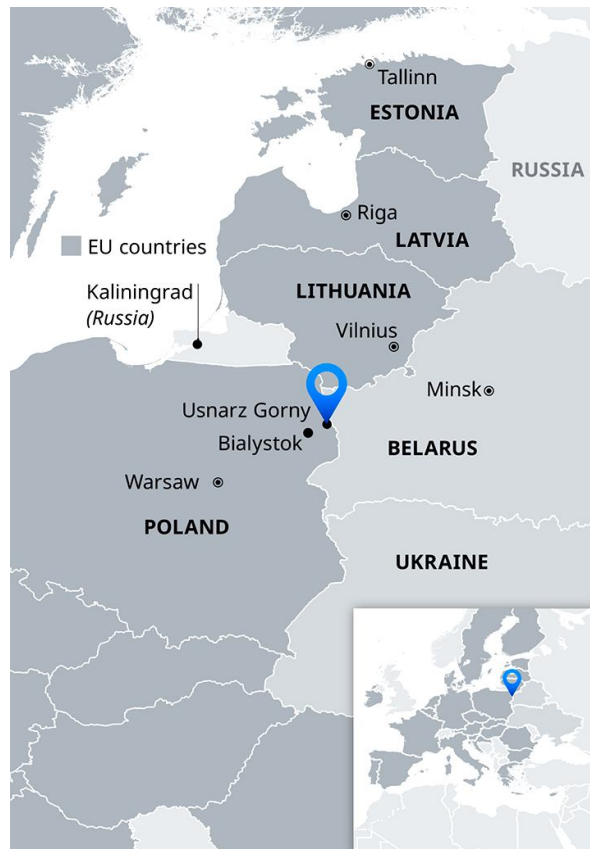 Tallinn
ESTONIA
RUSSIA
Riga
LATVIA
EU countries
Kaliningrad
(Russia)
LITHUANIA
Vilnius
Minsk
Usnarz Gorny
Bialystok
BELARUS
Warsaw
POLAND
UKRAINE